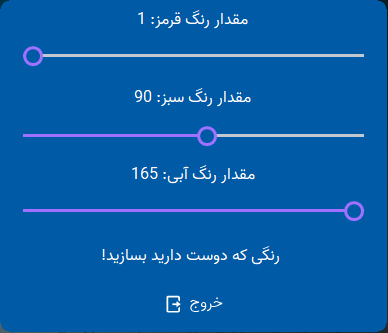 مقدار رنگ قرمز: 1
مقدار رنگ سبز: 90
مقدار رنگ آبی: 165
رنگی که دوست دارید بسازید!
خروج